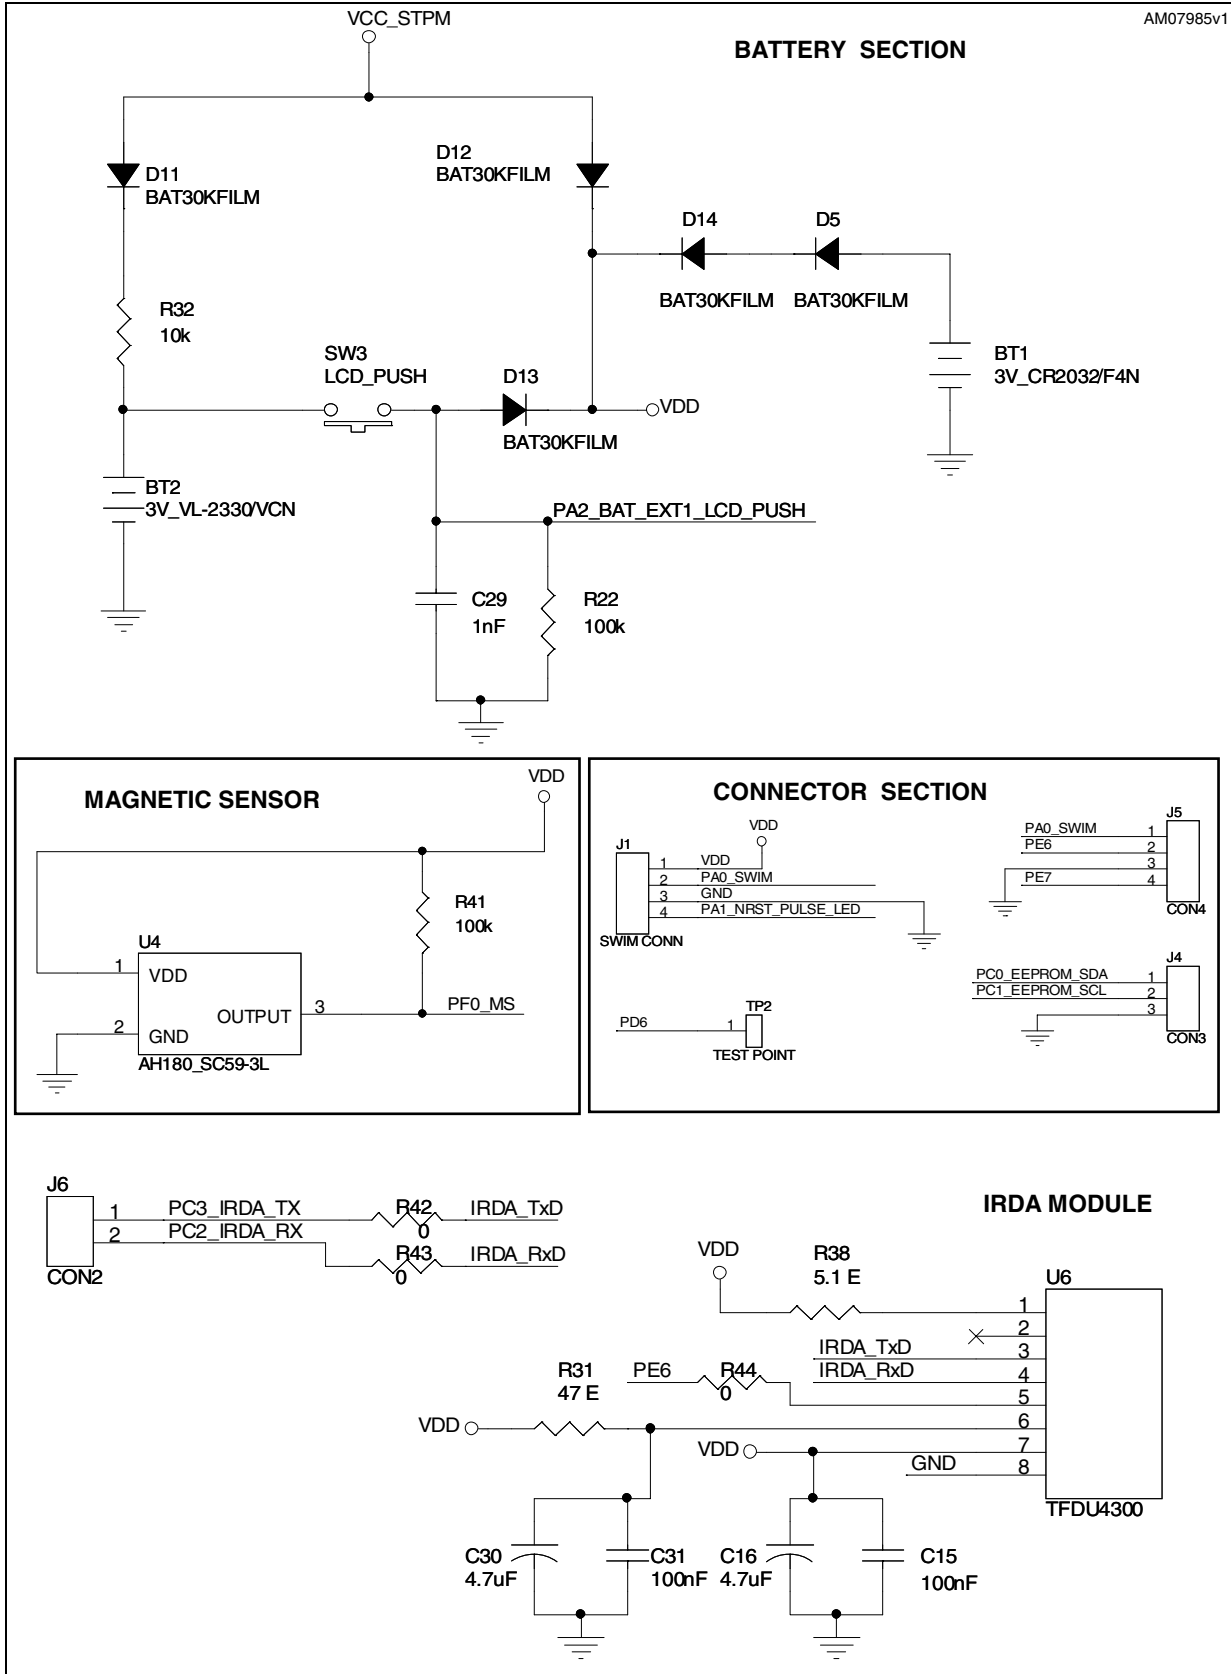 AM07985v1
VCC_STPM
BATTERY SECTION
D11
BAT30KFILM
D12
BAT30KFILM
D14
BAT30KFILM
D5
BAT30KFILM
R32
10k
SW3
LCD_PUSH
D13
BAT30KFILM
VDD
BT1
3V_CR2032/F4N
BT2
3V_VL-2330/VCN
PA2_BAT_EXT1_LCD_PUSH
C29
1nF
R22
100k
MAGNETIC SENSOR
VDD
R41
100k
U4
1
VDD
2
GND
OUTPUT
3
PF0_MS
AH180_SC59-3L
CONNECTOR SECTION
J1
VDD
1 VDD
2 PA0_SWIM
3 GND
4 PA1_NRST_PULSE_LED
SWIM CONN
J5
PA0_SWIM 1
PE6 2
3
PE7 4
CON4
J4
PC0_EEPROM_SDA 1
PC1_EEPROM_SCL 2
3
CON3
TP2
PD6 1
TEST POINT
J6
1 PC3_IRDA_TX R42 IRDA_TxD
0
2 PC2_IRDA_RX R43 IRDA_RxD
0
CON2
IRDA MODULE
VDD
R38
5.1 E
U6
1
2
IRDA_TxD 3
IRDA_RxD 4
PE6 R44
0
5
R31
47 E
VDD
6
VDD
7
GND 8
TFDU4300
C30
4.7uF
C31
100nF
C16
4.7uF
C15
100nF